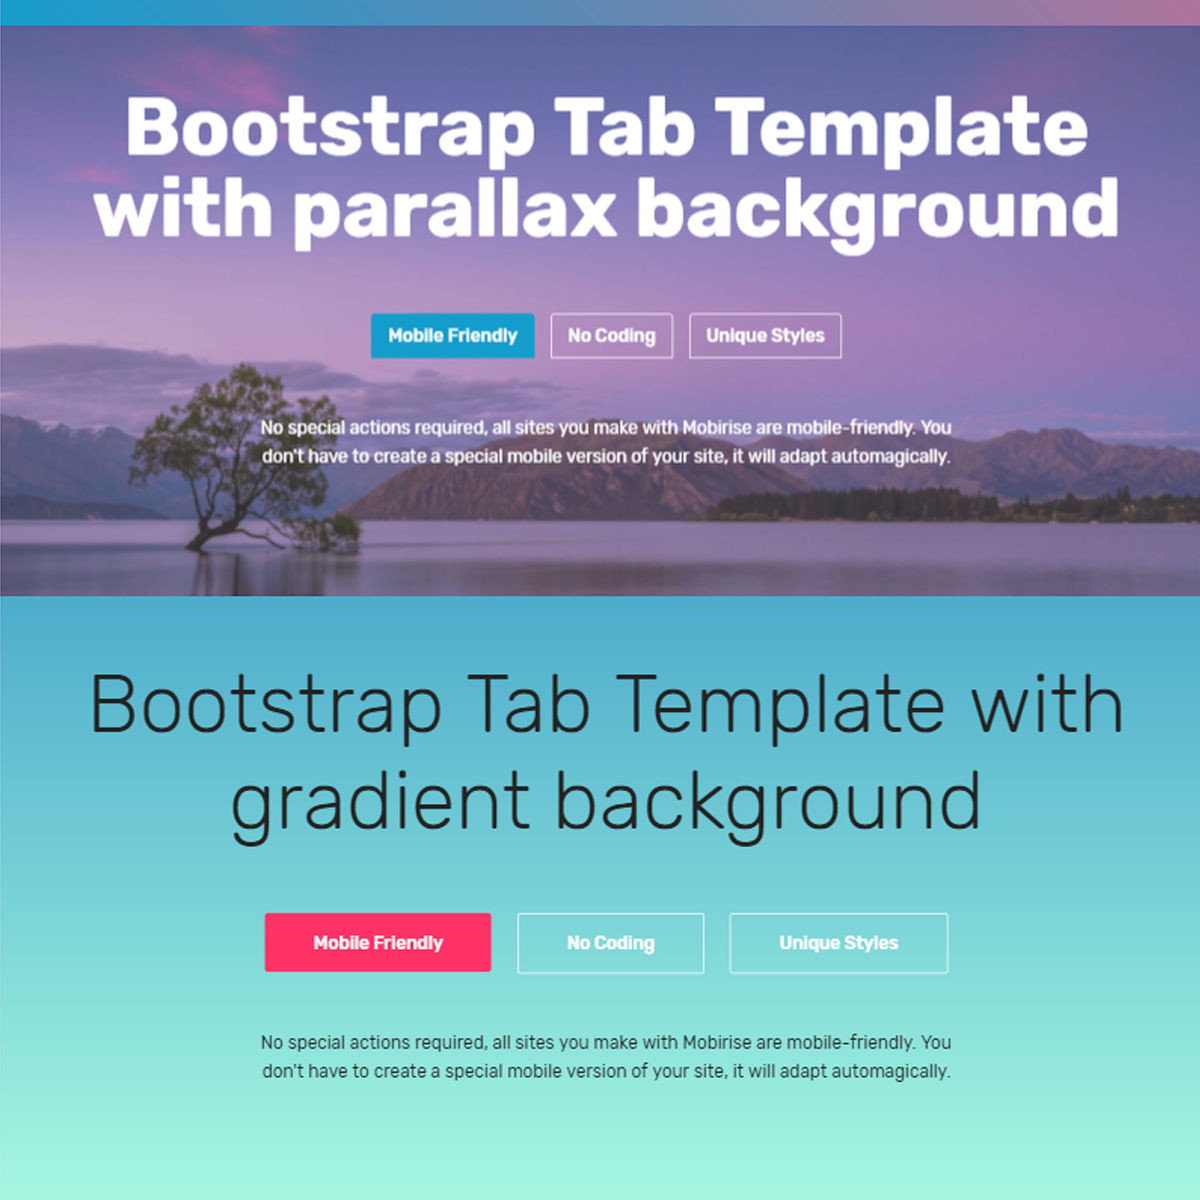 Bootstrap Tab Template
with parallax background
Mobile Friendly No Coding Unique Styles
No special actions required, all sites you make with Mobirise are mobile-friendly. You
don't have to create a special mobile version of your site, it will adapt automagically.
Bootstrap Tab Template with
gradient background
Mobile Friendly No Coding Unique Styles
No special actions required, all sites you make with Mobirise are mobile-friendly. You
don't have to create a special mobile version of your site, it will adapt automagically.